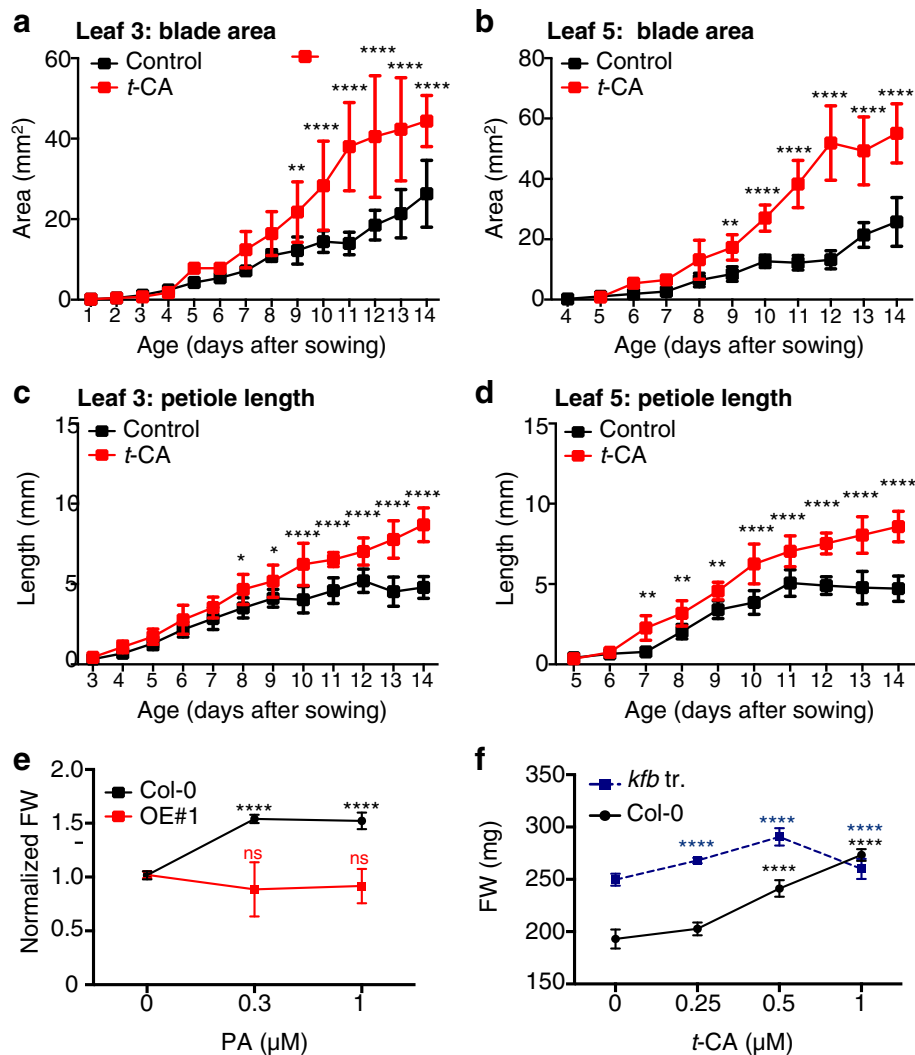 a Leaf 3: blade area
Control
t-CA
Area (mm²)
60
40
20
0
** **** **** **** **** ****
1 2 3 4 5 6 7 8 9 10 11 12 13 14
Age (days after sowing)
b Leaf 5: blade area
Control
t-CA
Area (mm²)
80
60
40
20
0
** **** **** **** **** ****
4 5 6 7 8 9 10 11 12 13 14
Age (days after sowing)
c Leaf 3: petiole length
Control
t-CA
Length (mm)
15
10
5
0
* * **** **** **** **** ****
3 4 5 6 7 8 9 10 11 12 13 14
Age (days after sowing)
d Leaf 5: petiole length
Control
t-CA
Length (mm)
15
10
5
0
** ** ** **** **** **** **** ****
5 6 7 8 9 10 11 12 13 14
Age (days after sowing)
e
Col-0
OE#1
Normalized FW
2.0
1.5
1.0
0.5
0
**** ****
ns ns
0 0.3 1
PA (µM)
f
kfb tr.
Col-0
FW (mg)
350
300
250
200
150
**** **** ****
**** ****
0 0.25 0.5 1
t-CA (µM)